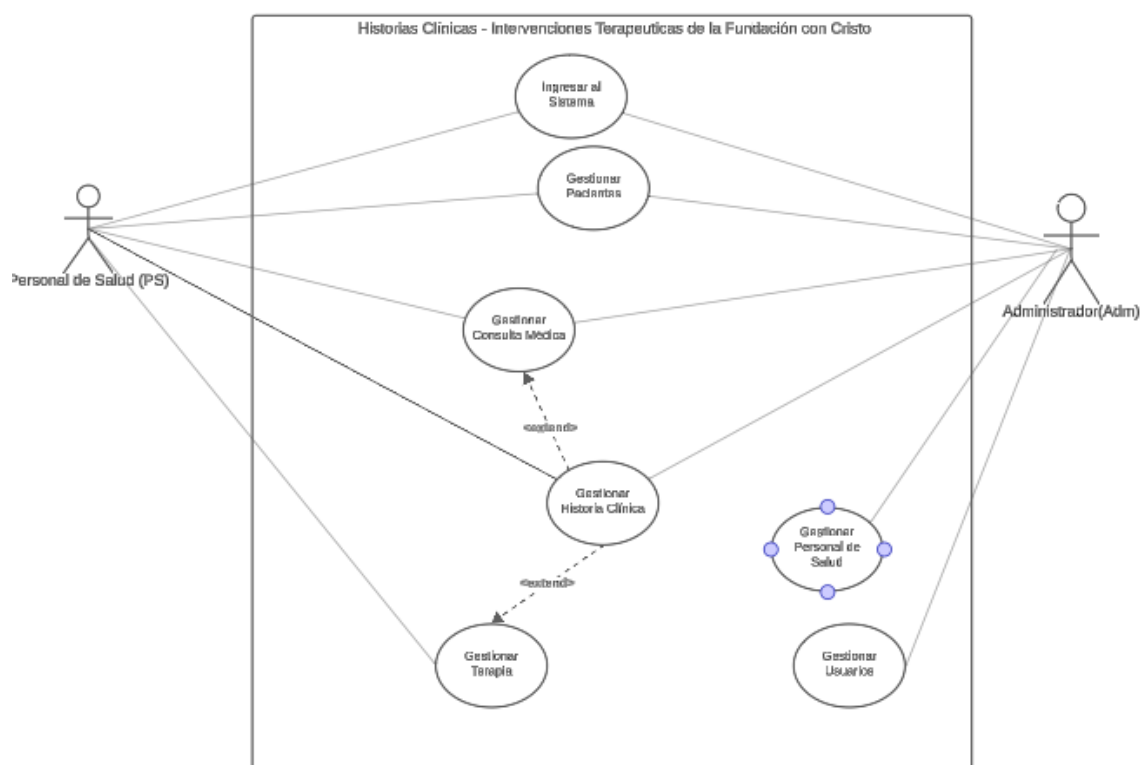 Historias Clínicas - Intervenciones Terapeuticas de la Fundación con Cristo
Ingresar al
Sistema
Gestionar
Pacientes
Personal de Salud (PS)
Administrador(Adm)
Gestionar
Consulta Médica
<extend>
Gestionar
Historia Clínica
Gestionar
Personal de
Salud
<extend>
Gestionar
Terapia
Gestionar
Usuarios